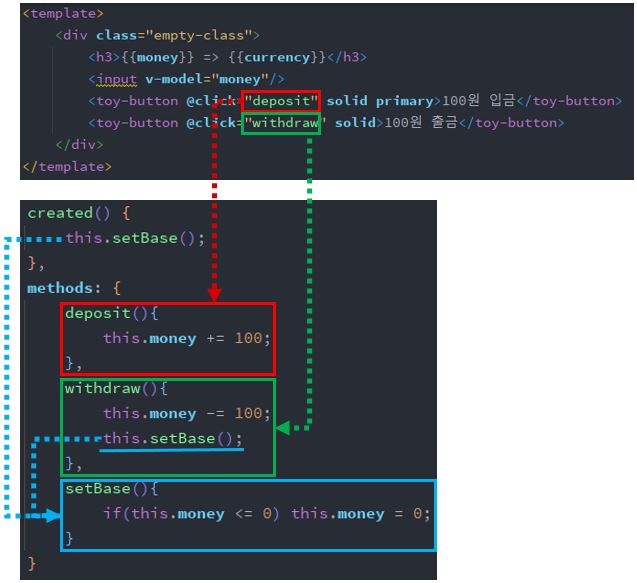 <template>
<div class="empty-class">
<h3>{{money}} => {{currency}}</h3>
<input v-model="money"/>
<toy-button @click="deposit" solid primary>100원 입금</toy-button>
<toy-button @click="withdraw" solid>100원 출금</toy-button>
</div>
</template>
created() {
this.setBase();
},
methods: {
deposit(){
this.money += 100;
},
withdraw(){
this.money -= 100;
this.setBase();
},
setBase(){
if(this.money <= 0) this.money = 0;
}
}